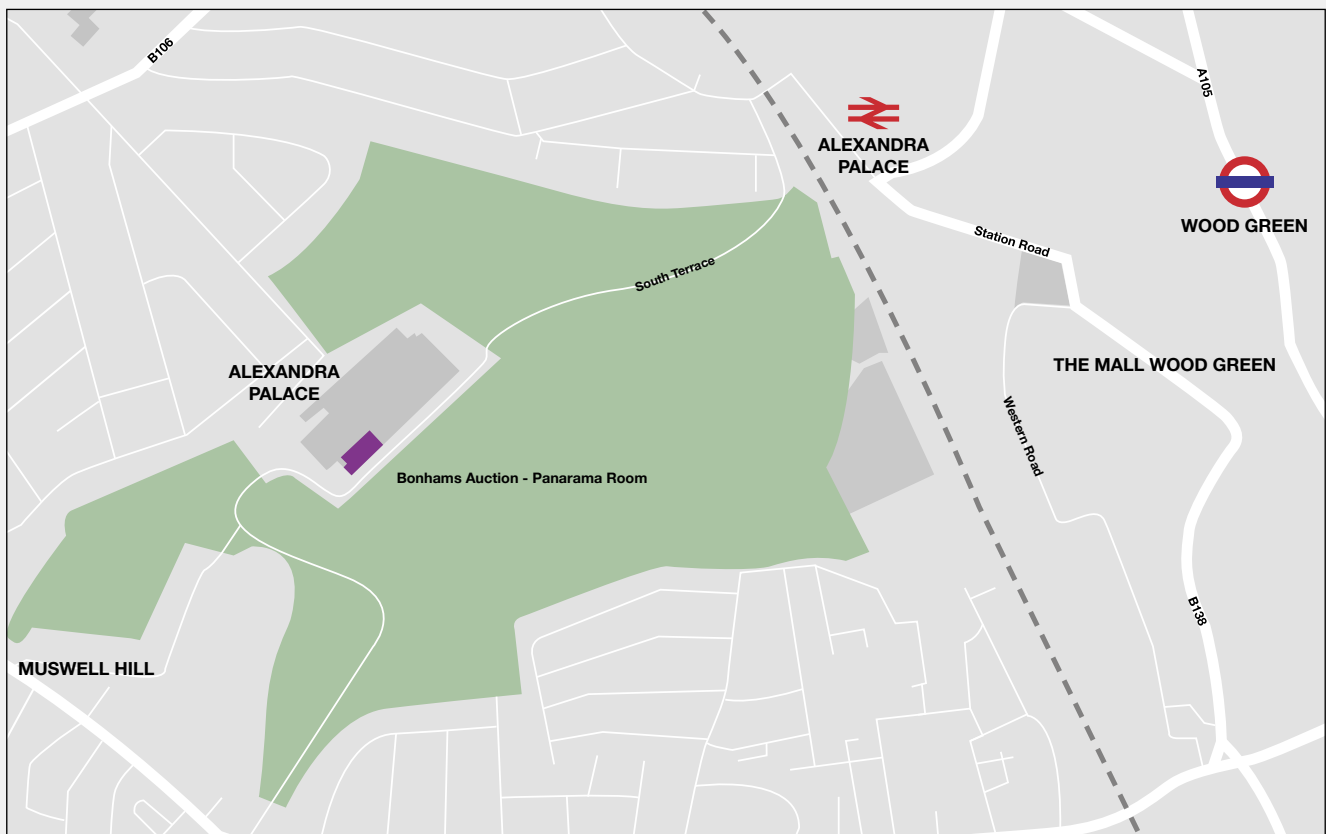 B106
A105
ALEXANDRA
PALACE
WOOD GREEN
Station Road
South Terrace
THE MALL WOOD GREEN
ALEXANDRA
PALACE
Western Road
Bonhams Auction - Panarama Room
B138
MUSWELL HILL